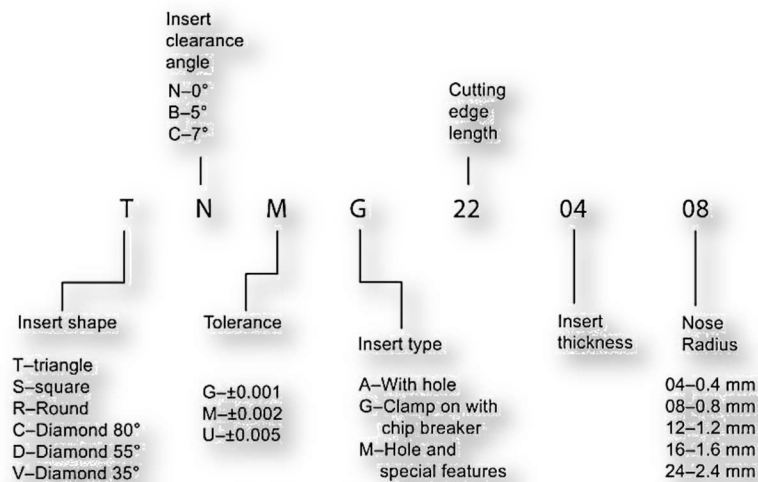 Insert
clearance
angle
N–0°
B–5°
C–7°
Cutting
edge
length
T N M G 22 04 08
Insert shape
T–triangle
S–square
R–Round
C–Diamond 80°
D–Diamond 55°
V–Diamond 35°
Tolerance
G–±0.001
M–±0.002
U–±0.005
Insert type
A–With hole
G–Clamp on with
chip breaker
M–Hole and
special features
Insert
thickness
Nose
Radius
04–0.4 mm
08–0.8 mm
12–1.2 mm
16–1.6 mm
24–2.4 mm